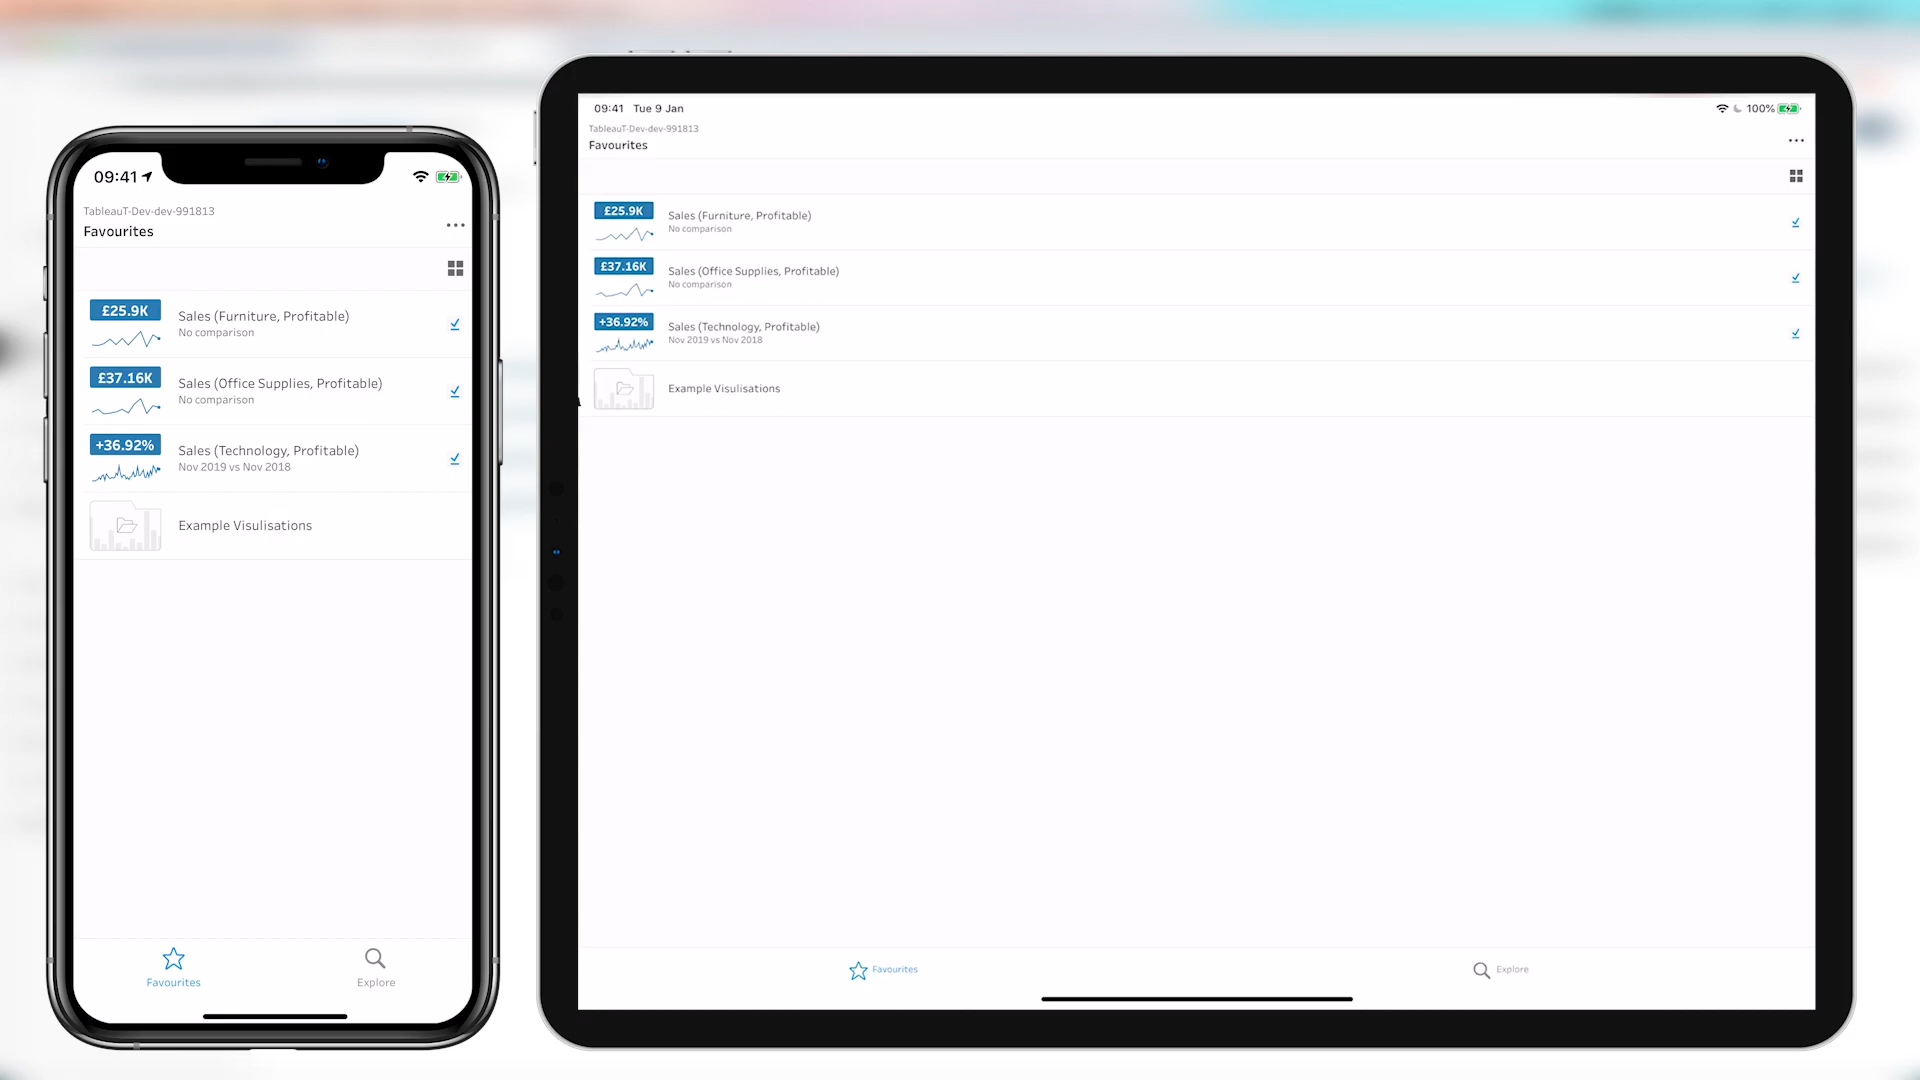 09:41
TableauT-Dev-dev-991813
Favourites
£25.9K
Sales (Furniture, Profitable)
No comparison
£37.16K
Sales (Office Supplies, Profitable)
No comparison
+36.92%
Sales (Technology, Profitable)
Nov 2019 vs Nov 2018
Example Visulisations
Favourites
Explore
09:41 Tue 9 Jan
100%
TableauT-Dev-dev-991813
Favourites
£25.9K
Sales (Furniture, Profitable)
No comparison
£37.16K
Sales (Office Supplies, Profitable)
No comparison
+36.92%
Sales (Technology, Profitable)
Nov 2019 vs Nov 2018
Example Visulisations
Favourites
Explore